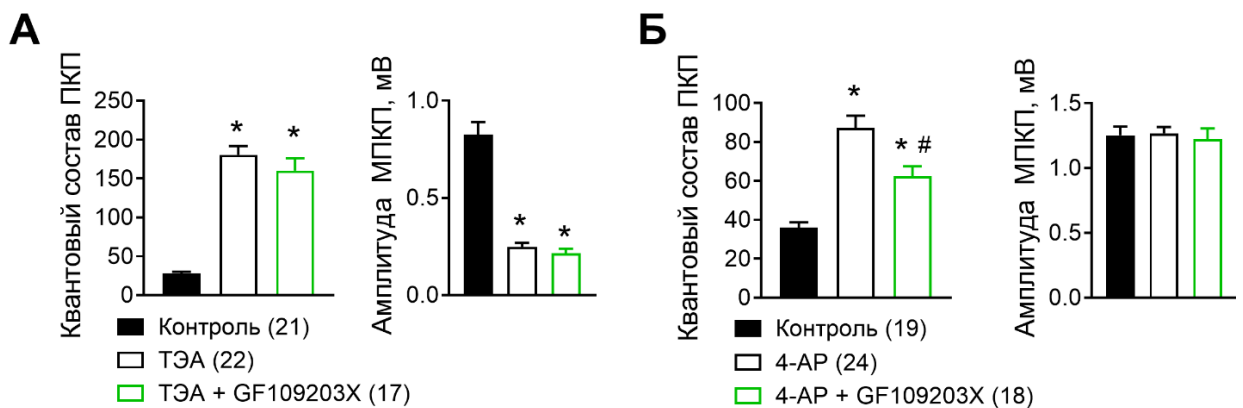 А
Квантовый состав ПКП
250
200
150
100
50
0
* *
Амплитуда МПКП, мВ
1.0
0.5
0.0
* *
Контроль (21)
ТЭА (22)
ТЭА + GF109203X (17)
Б
Квантовый состав ПКП
100
80
60
40
20
0
*
* #
Амплитуда МПКП, мВ
1.5
1.0
0.5
0.0
Контроль (19)
4-АР (24)
4-АР + GF109203X (18)